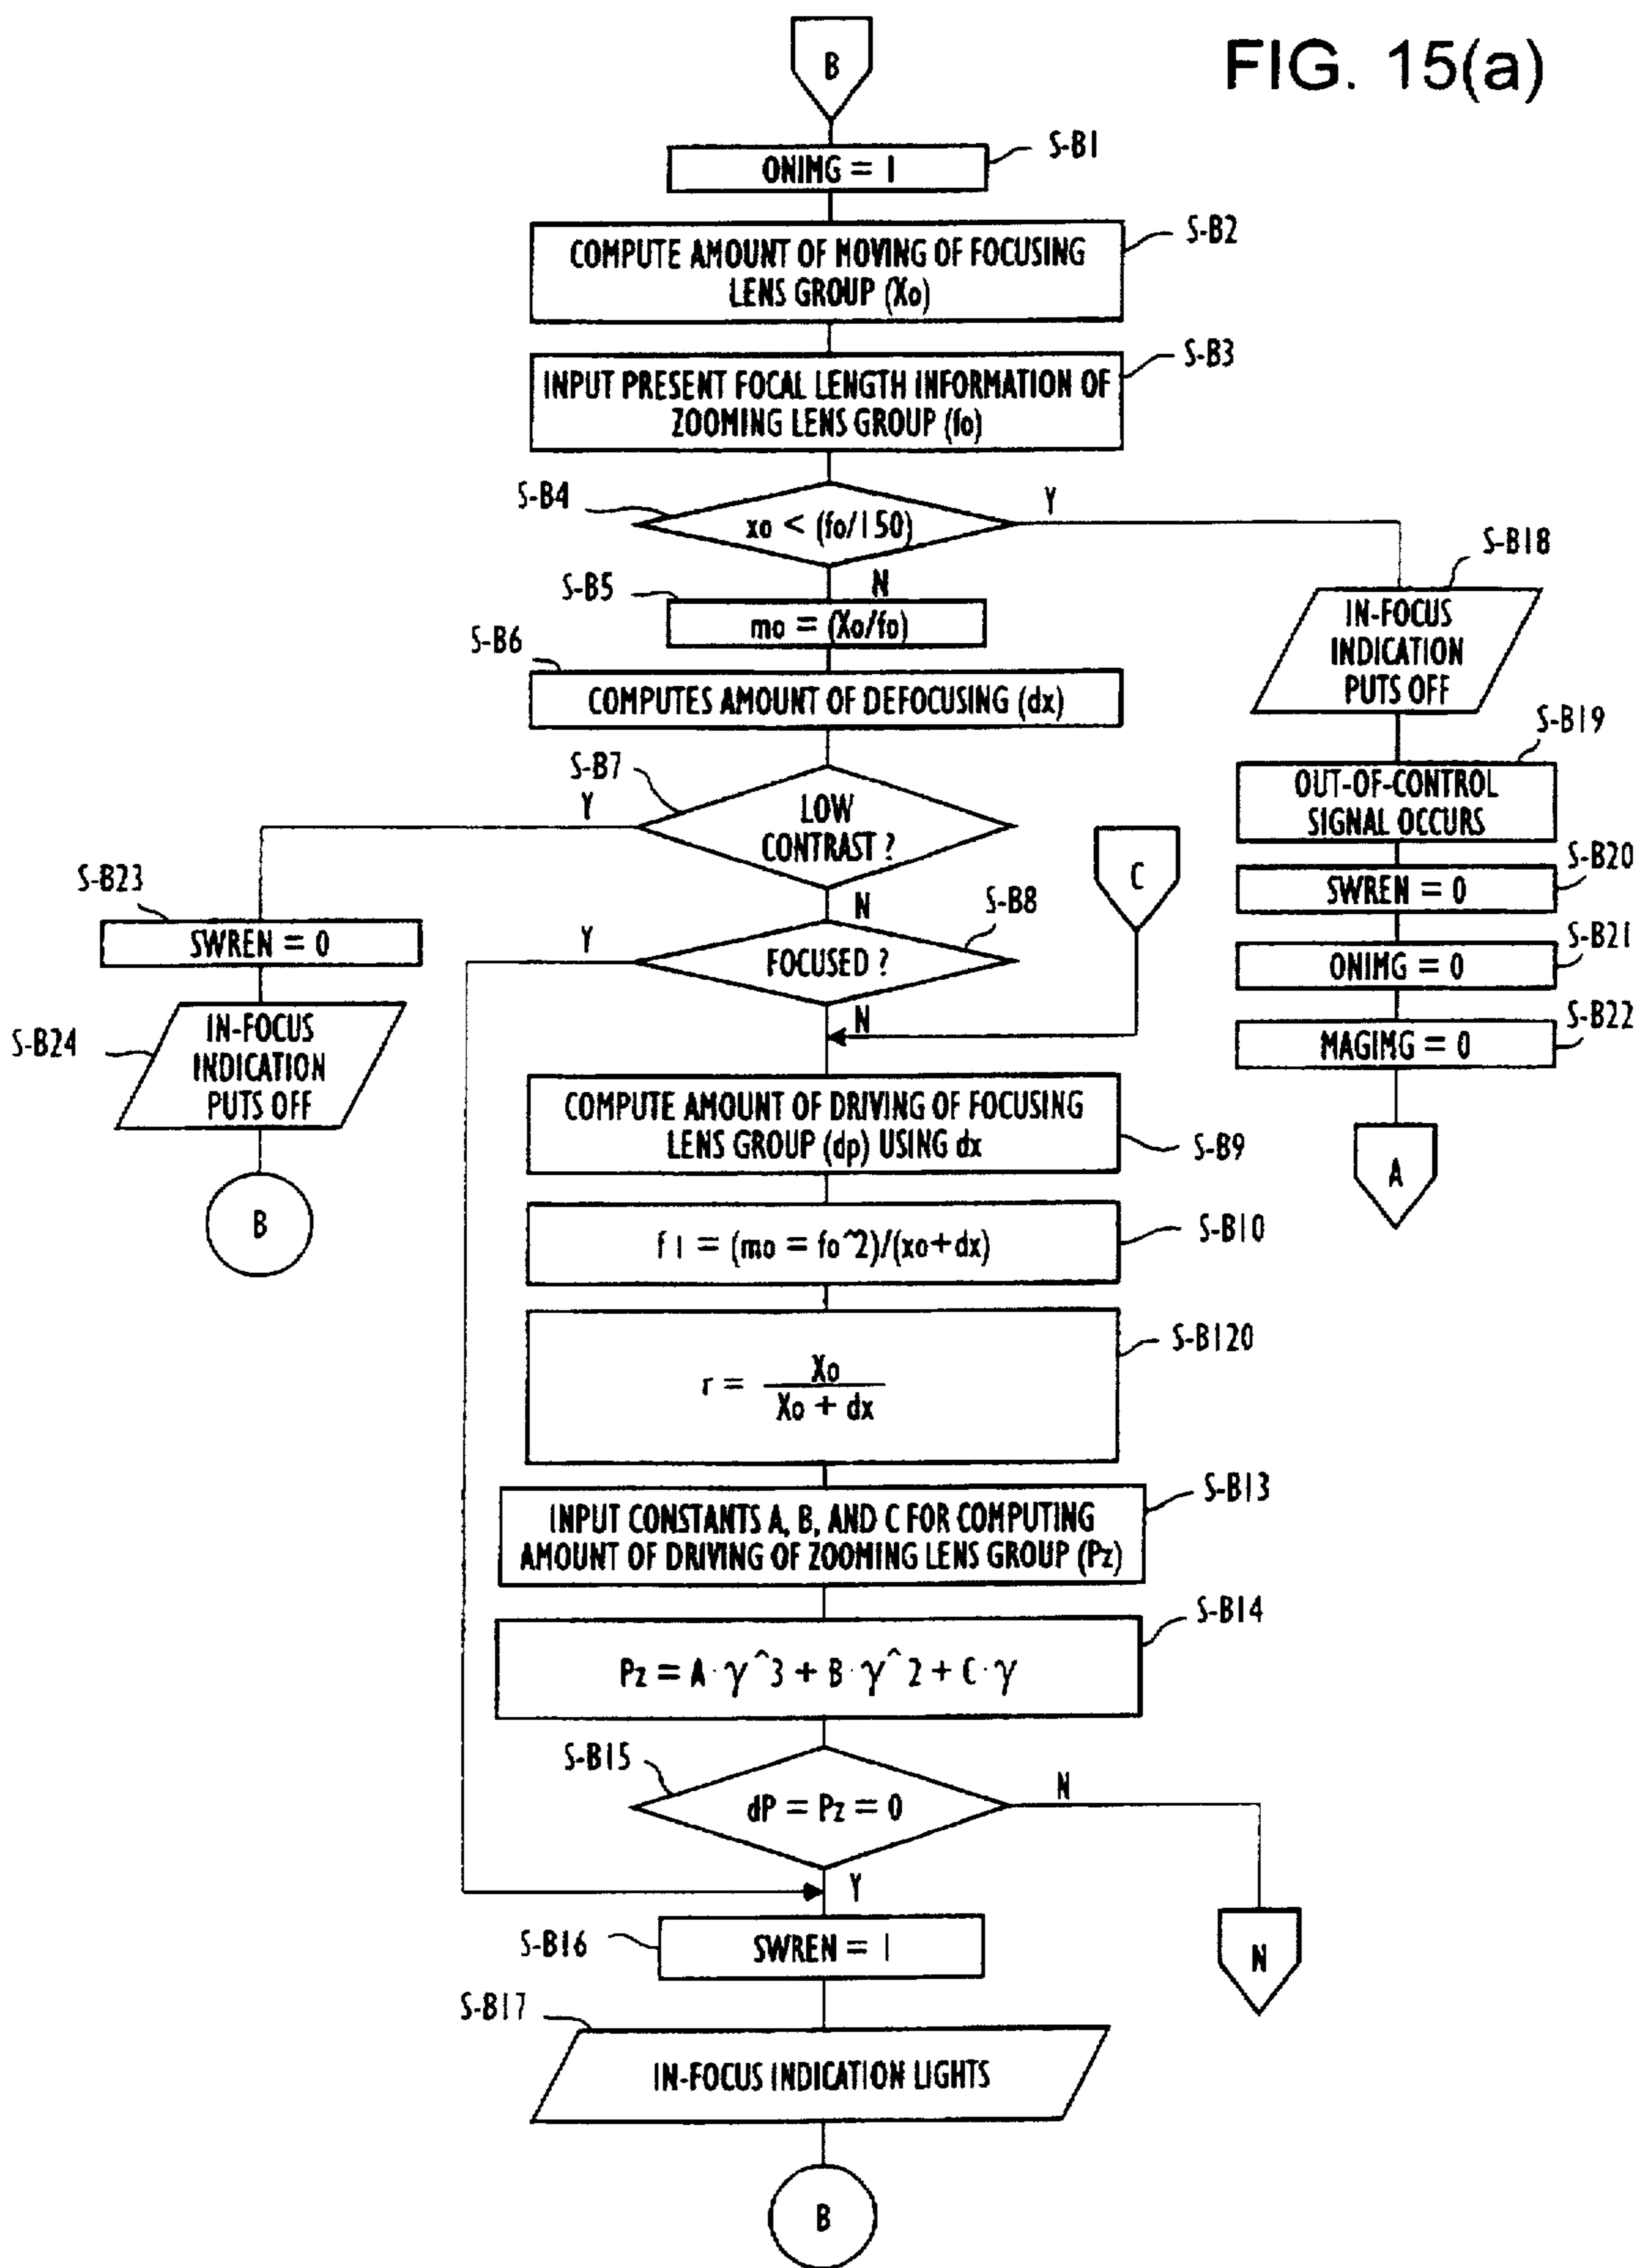 FIG. 15(a)
B
S-B1
ONIMG = 1
S-B2
COMPUTE AMOUNT OF MOVING OF FOCUSING
LENS GROUP (Xo)
S-B3
INPUT PRESENT FOCAL LENGTH INFORMATION OF
ZOOMING LENS GROUP (fo)
S-B4
xo < (fo/150)
Y
N
S-B5
mo = (Xo/fo)
S-B6
COMPUTES AMOUNT OF DEFOCUSING (dx)
S-B7
LOW
CONTRAST ?
Y
N
S-B8
FOCUSED ?
Y
N
C
S-B18
IN-FOCUS
INDICATION
PUTS OFF
S-B19
OUT-OF-CONTROL
SIGNAL OCCURS
S-B20
SWREN = 0
S-B21
ONIMG = 0
S-B22
MAGIMG = 0
A
S-B23
SWREN = 0
S-B24
IN-FOCUS
INDICATION
PUTS OFF
B
COMPUTE AMOUNT OF DRIVING OF FOCUSING
LENS GROUP (dp) USING dx
S-B9
f1 = (mo = fo^2)/(xo+dx)
S-B10
S-B120
r = Xo
Xo + dx
S-B13
INPUT CONSTANTS A, B, AND C FOR COMPUTING
AMOUNT OF DRIVING OF ZOOMING LENS GROUP (Pz)
S-B14
Pz = A · γ^3 + B · γ^2 + C · γ
S-B15
dP = Pz = 0
N
Y
N
S-B16
SWREN = 1
S-B17
IN-FOCUS INDICATION LIGHTS
B